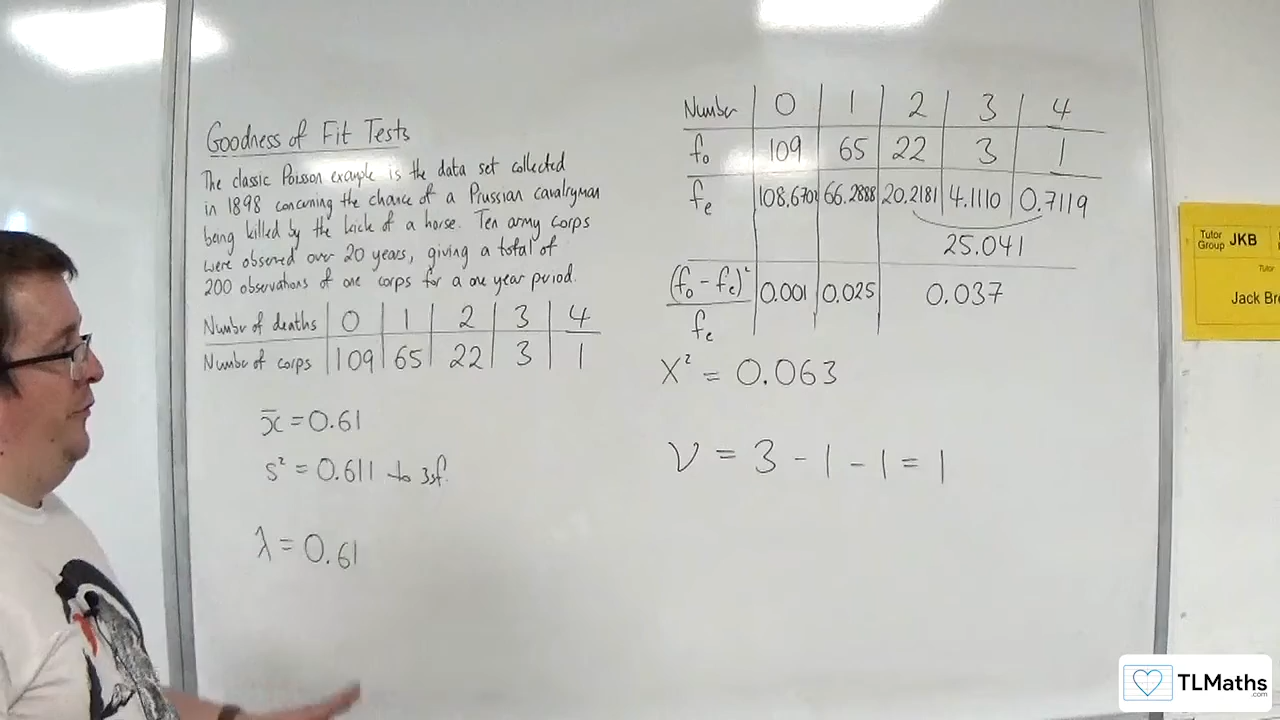 Goodness of Fit Tests
The classic Poisson example is the data set collected
in 1898 concerning the chance of a Prussian cavalryman
being killed by the kick of a horse. Ten army corps
were observed over 20 years, giving a total of
200 observations of one corps for a one year period.
Number of deaths 0 1 2 3 4
Number of corps 109 65 22 3 1
x̄ = 0.61
s² = 0.611 to 3sf.
λ = 0.61
Number 0 1 2 3 4
fₒ 109 65 22 3 1
fₑ 108.6701 66.2888 20.2181 4.1110 0.7119
25.041
(fₒ - fₑ)² / fₑ 0.001 0.025 0.037
X² = 0.063
ν = 3 - 1 - 1 = 1
Tutor
Group JKB
Tutor
Jack Bro
TLMaths
.com